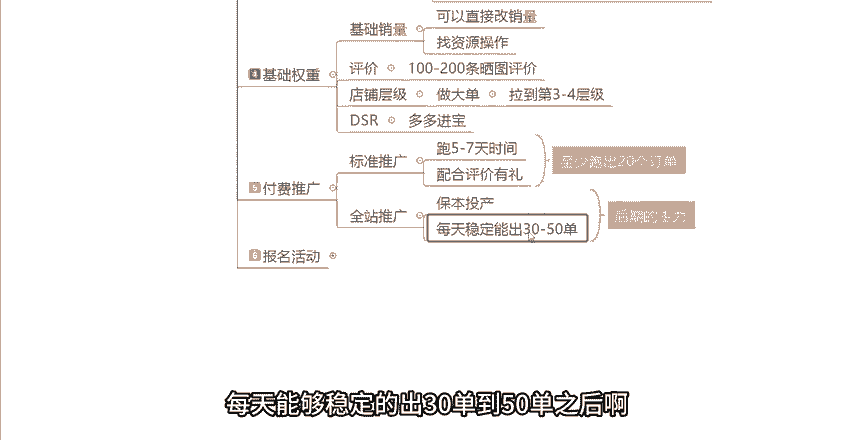 基础销量
可以直接改销量
找资源操作
4 基础权重
评价
100-200条晒图评价
店铺层级
做大单
拉到第3-4层级
DSR
多多进宝
5 付费推广
标准推广
跑5-7天时间
配合评价有礼
至少跑出20个订单
全站推广
保本投产
每天稳定能出30-50单
后期的主力
6 报名活动
每天能够稳定的出30单到50单之后啊